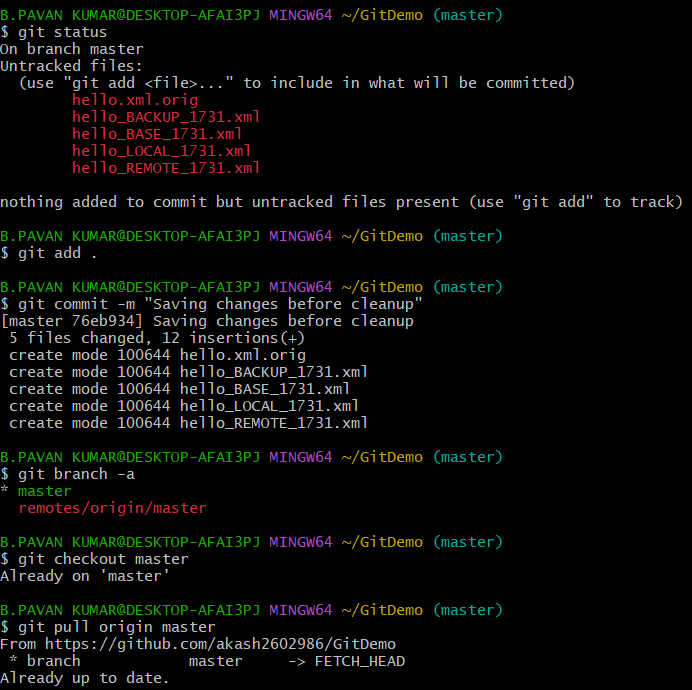 B.PAVAN KUMAR@DESKTOP-AFAI3PJ MINGW64 ~/GitDemo (master)
$ git status
On branch master
Untracked files:
  (use "git add <file>..." to include in what will be committed)
        hello.xml.orig
        hello_BACKUP_1731.xml
        hello_BASE_1731.xml
        hello_LOCAL_1731.xml
        hello_REMOTE_1731.xml

nothing added to commit but untracked files present (use "git add" to track)

B.PAVAN KUMAR@DESKTOP-AFAI3PJ MINGW64 ~/GitDemo (master)
$ git add .

B.PAVAN KUMAR@DESKTOP-AFAI3PJ MINGW64 ~/GitDemo (master)
$ git commit -m "Saving changes before cleanup"
[master 76eb934] Saving changes before cleanup
 5 files changed, 12 insertions(+)
 create mode 100644 hello.xml.orig
 create mode 100644 hello_BACKUP_1731.xml
 create mode 100644 hello_BASE_1731.xml
 create mode 100644 hello_LOCAL_1731.xml
 create mode 100644 hello_REMOTE_1731.xml

B.PAVAN KUMAR@DESKTOP-AFAI3PJ MINGW64 ~/GitDemo (master)
$ git branch -a
* master
  remotes/origin/master

B.PAVAN KUMAR@DESKTOP-AFAI3PJ MINGW64 ~/GitDemo (master)
$ git checkout master
Already on 'master'

B.PAVAN KUMAR@DESKTOP-AFAI3PJ MINGW64 ~/GitDemo (master)
$ git pull origin master
From https://github.com/akash2602986/GitDemo
 * branch            master     -> FETCH_HEAD
Already up to date.